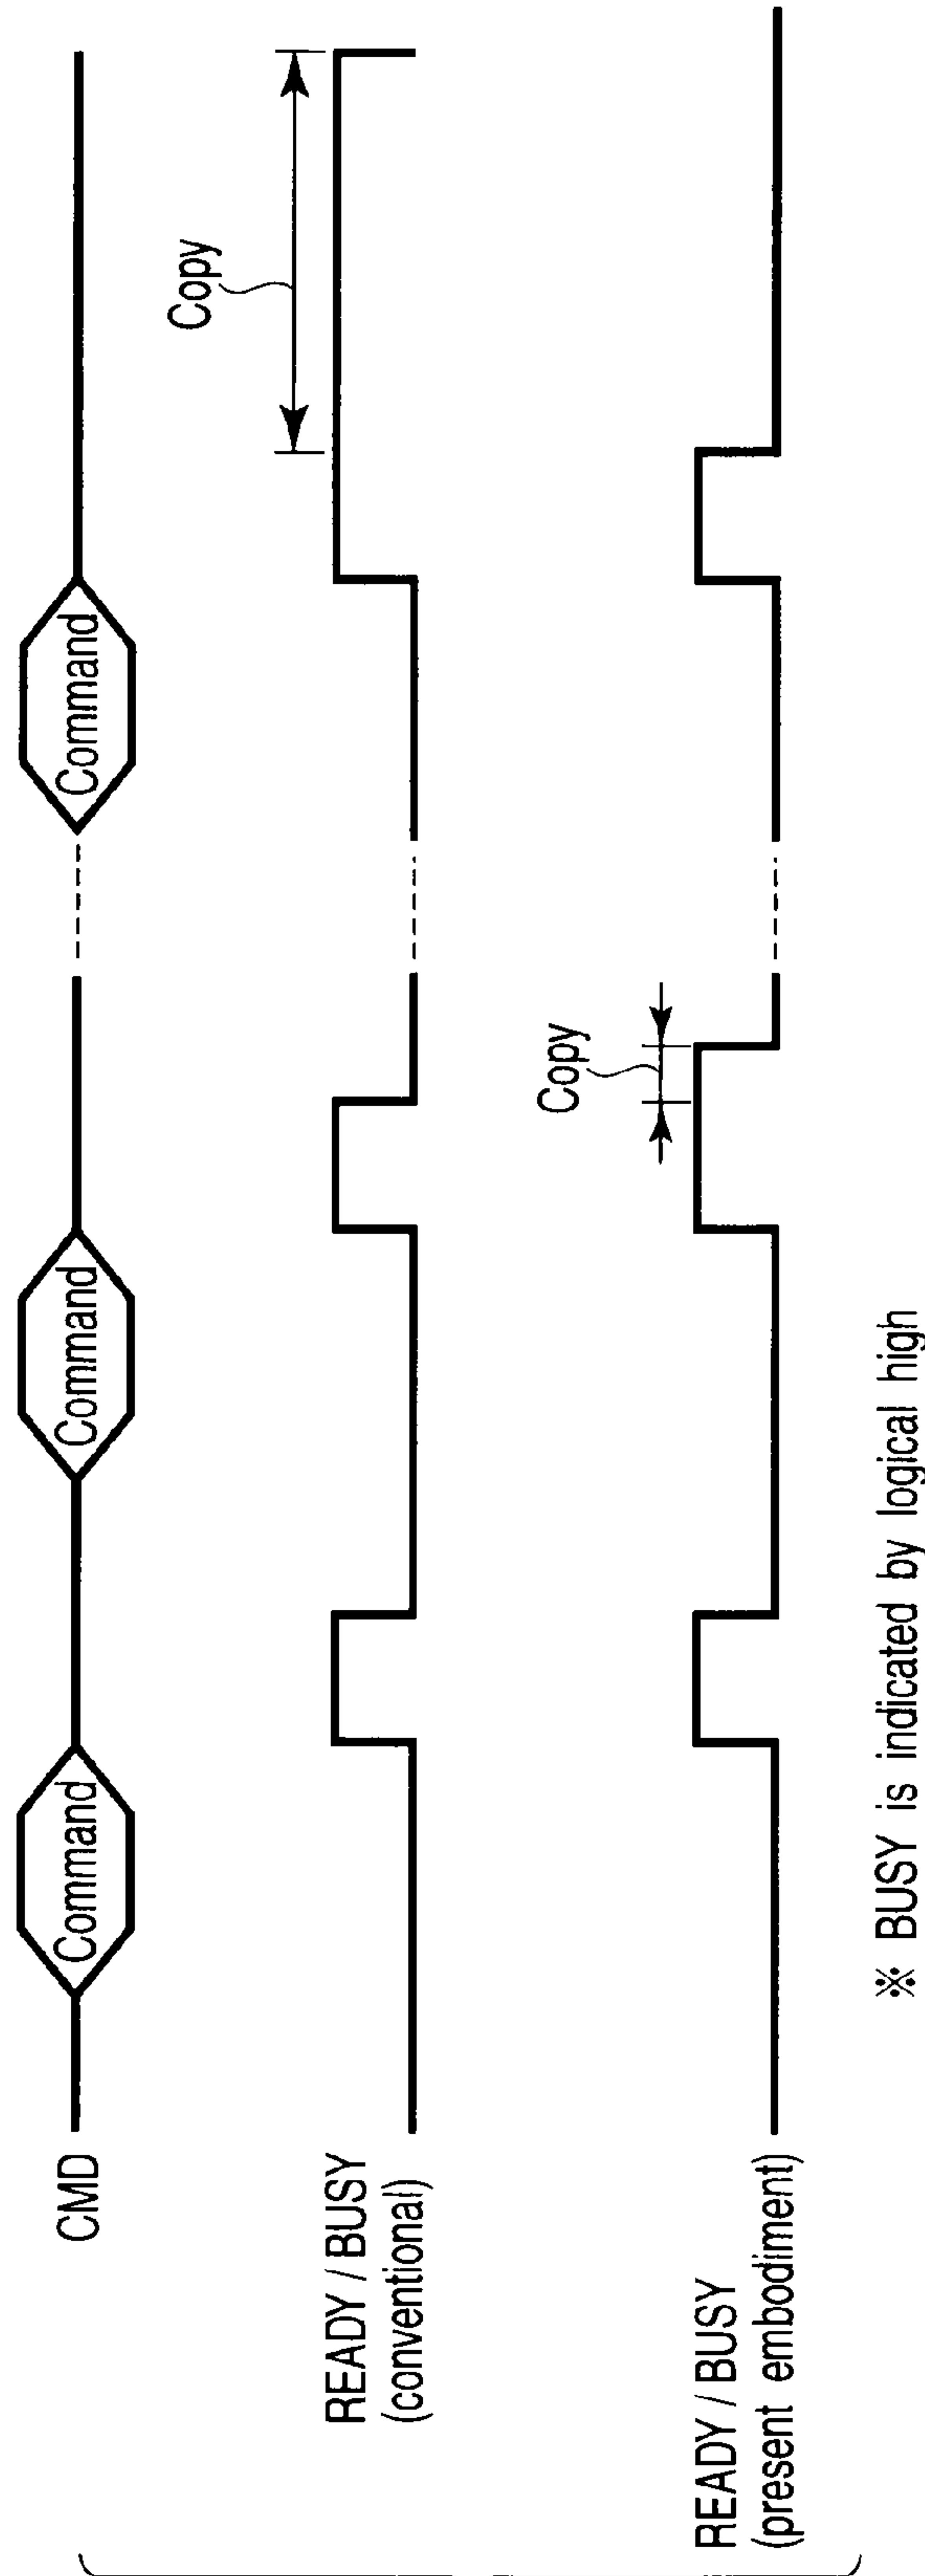 CMD
Command
Command
Command
READY / BUSY
(conventional)
Copy
READY / BUSY
(present embodiment)
Copy
※ BUSY is indicated by logical high